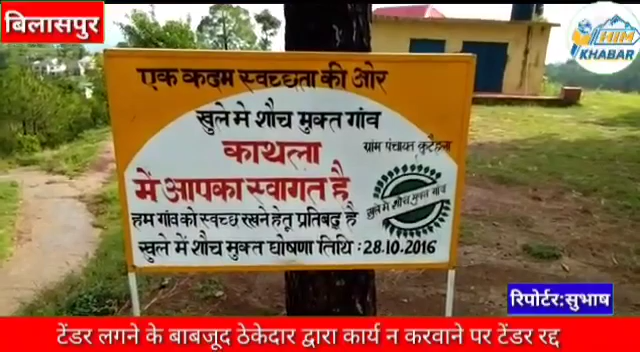 बिलासपुर
HIM
KHABAR
एक कदम स्वच्छता की ओर
खुले मे शौच मुक्त गांव
ग्राम पंचायत कुटैहला
काथला
में आपका स्वागत है
हम गांव को स्वच्छ रखने हेतू प्रतिबद्ध है
खुले मे शौच मुक्त गांव
खुले में शौच मुक्त घोषणा तिथि :- 28.10.2016
रिपोर्टर:सुभाष
टेंडर लगने के बाबजूद ठेकेदार द्वारा कार्य न करवाने पर टेंडर रद्द